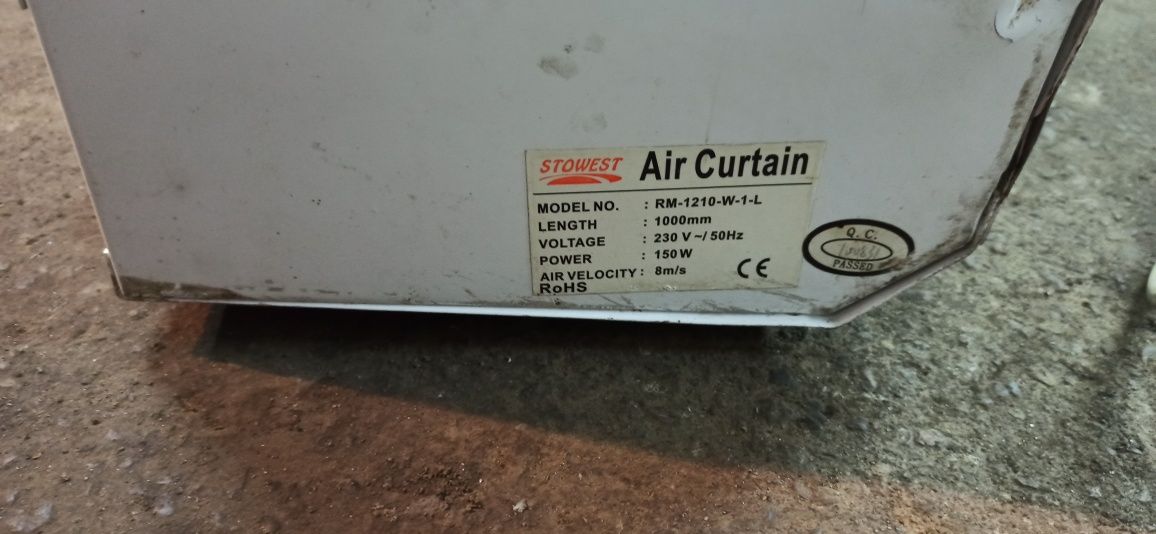 STOWEST Air Curtain
MODEL NO. : RM-1210-W-1-L
LENGTH : 1000mm
VOLTAGE : 230 V ~/ 50Hz
POWER : 150 W
AIR VELOCITY : 8m/s
RoHS CE
Q. C.
PASSED